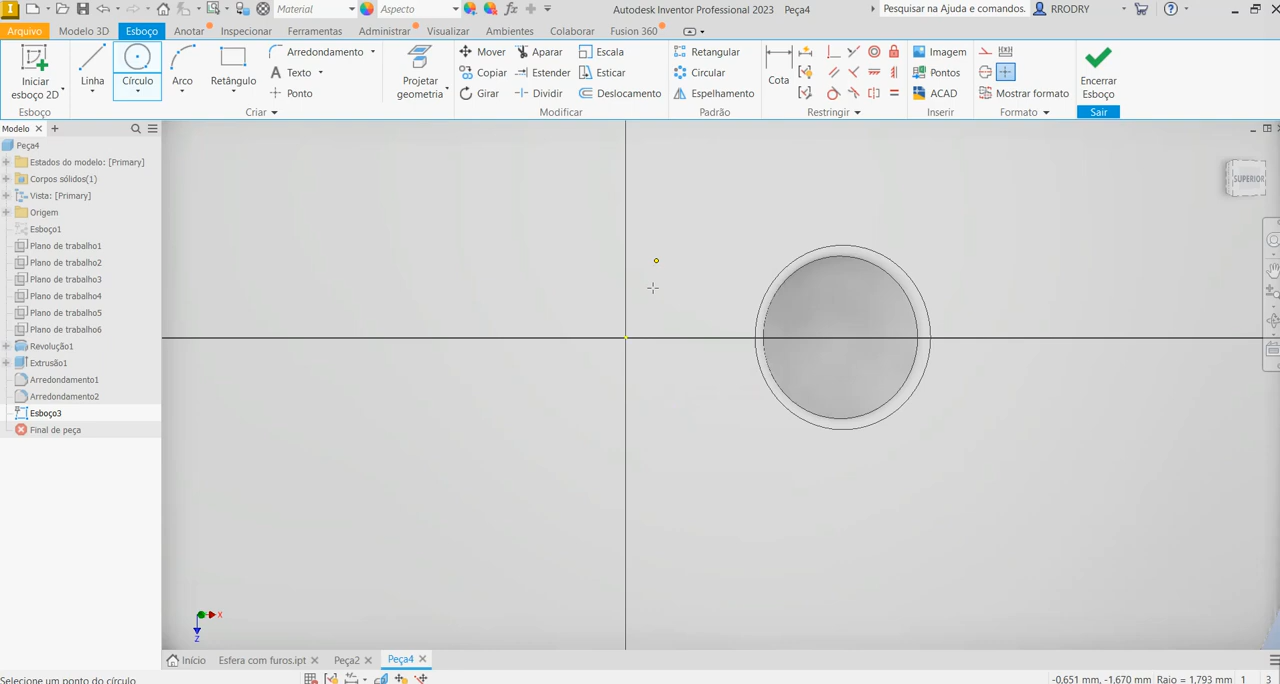 Material
Aspecto
Autodesk Inventor Professional 2023 Peça4
Pesquisar na Ajuda e comandos.
RRODRY
Arquivo Modelo 3D Esboço Anotar Inspecionar Ferramentas Administrar Visualizar Ambientes Colaborar Fusion 360
Iniciar
esboço 2D
Esboço
Linha
Círculo
Arco
Retângulo
Arredondamento
Texto
Ponto
Criar
Projetar
geometria
Mover Aparar Escala
Copiar Estender Esticar
Girar Dividir Deslocamento
Modificar
Retangular
Circular
Espelhamento
Padrão
Cota
Restringir
Imagem
Pontos
ACAD
Inserir
Mostrar formato
Formato
Encerrar
Esboço
Sair
Modelo
Peça4
Estados do modelo: [Primary]
Corpos sólidos(1)
Vista: [Primary]
Origem
Esboço1
Plano de trabalho1
Plano de trabalho2
Plano de trabalho3
Plano de trabalho4
Plano de trabalho5
Plano de trabalho6
Revolução1
Extrusão1
Arredondamento1
Arredondamento2
Esboço3
Final de peça
SUPERIOR
X
Z
Início Esfera com furos.ipt Peça2 Peça4
Selecione um ponto do círculo
-0,651 mm, -1,670 mm Raio = 1,793 mm 1 3